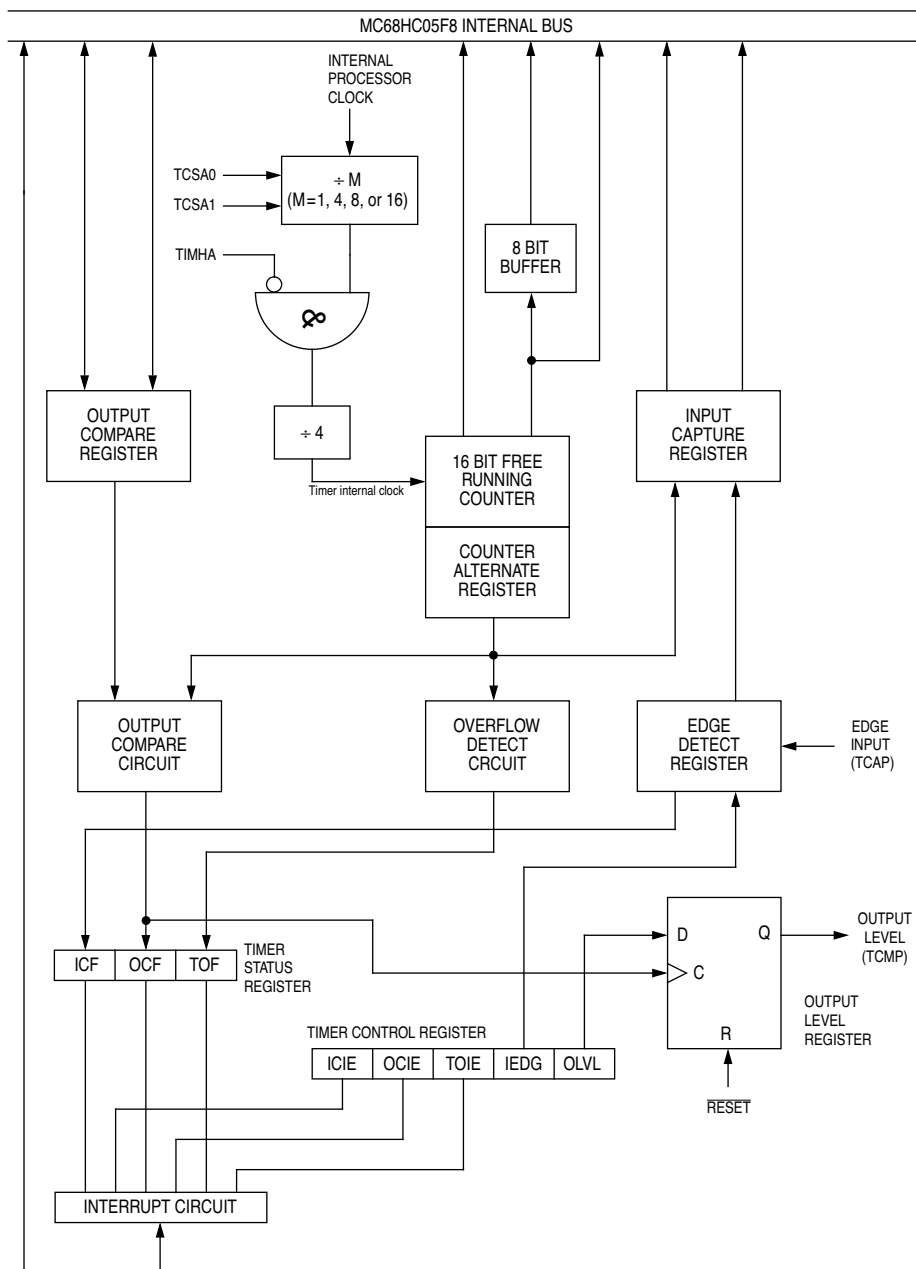 MC68HC05F8 INTERNAL BUS
INTERNAL
PROCESSOR
CLOCK
TCSA0
TCSA1
÷ M
(M=1, 4, 8, or 16)
TIMHA
&
8 BIT
BUFFER
OUTPUT
COMPARE
REGISTER
÷ 4
Timer internal clock
16 BIT FREE
RUNNING
COUNTER
COUNTER
ALTERNATE
REGISTER
INPUT
CAPTURE
REGISTER
OUTPUT
COMPARE
CIRCUIT
OVERFLOW
DETECT
CRCUIT
EDGE
DETECT
REGISTER
EDGE
INPUT
(TCAP)
ICF OCF TOF
TIMER
STATUS
REGISTER
D Q
C
R
OUTPUT
LEVEL
(TCMP)
OUTPUT
LEVEL
REGISTER
RESET
TIMER CONTROL REGISTER
ICIE OCIE TOIE IEDG OLVL
INTERRUPT CIRCUIT